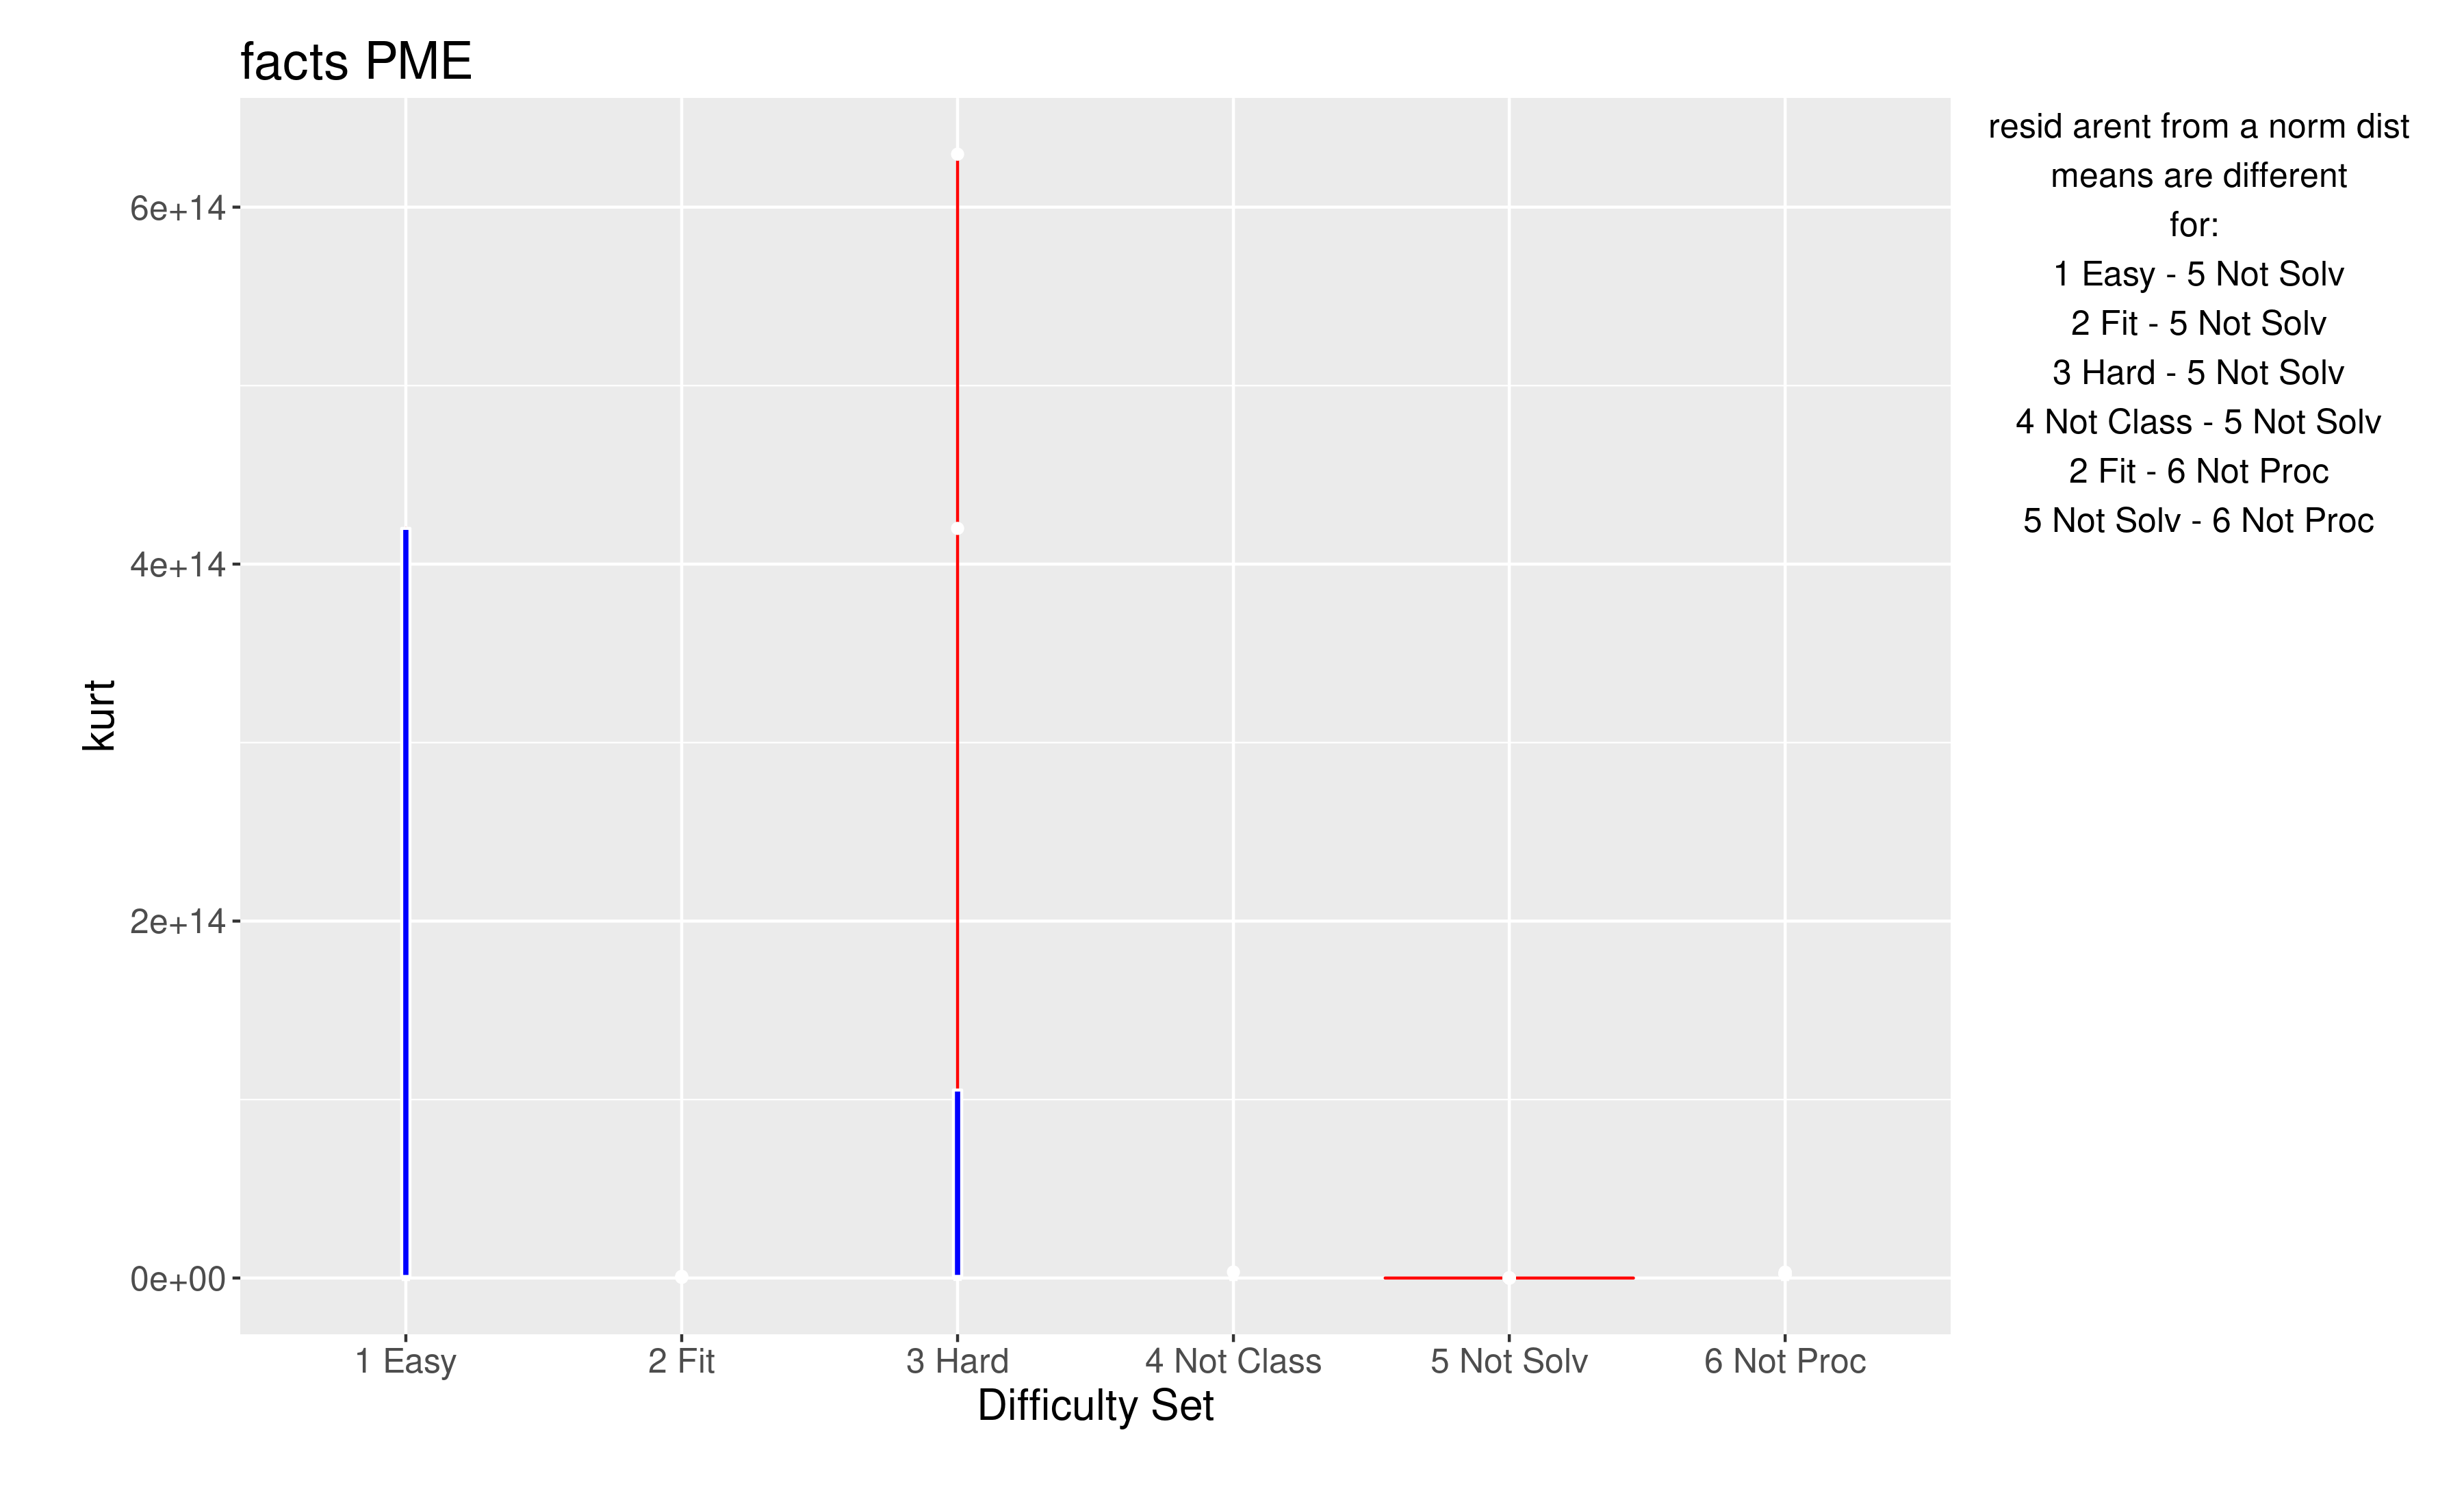 facts PME
resid arent from a norm dist
means are different
for:
1 Easy - 5 Not Solv
2 Fit - 5 Not Solv
3 Hard - 5 Not Solv
4 Not Class - 5 Not Solv
2 Fit - 6 Not Proc
5 Not Solv - 6 Not Proc
kurt
6e+14
4e+14
2e+14
0e+00
1 Easy
2 Fit
3 Hard
4 Not Class
5 Not Solv
6 Not Proc
Difficulty Set